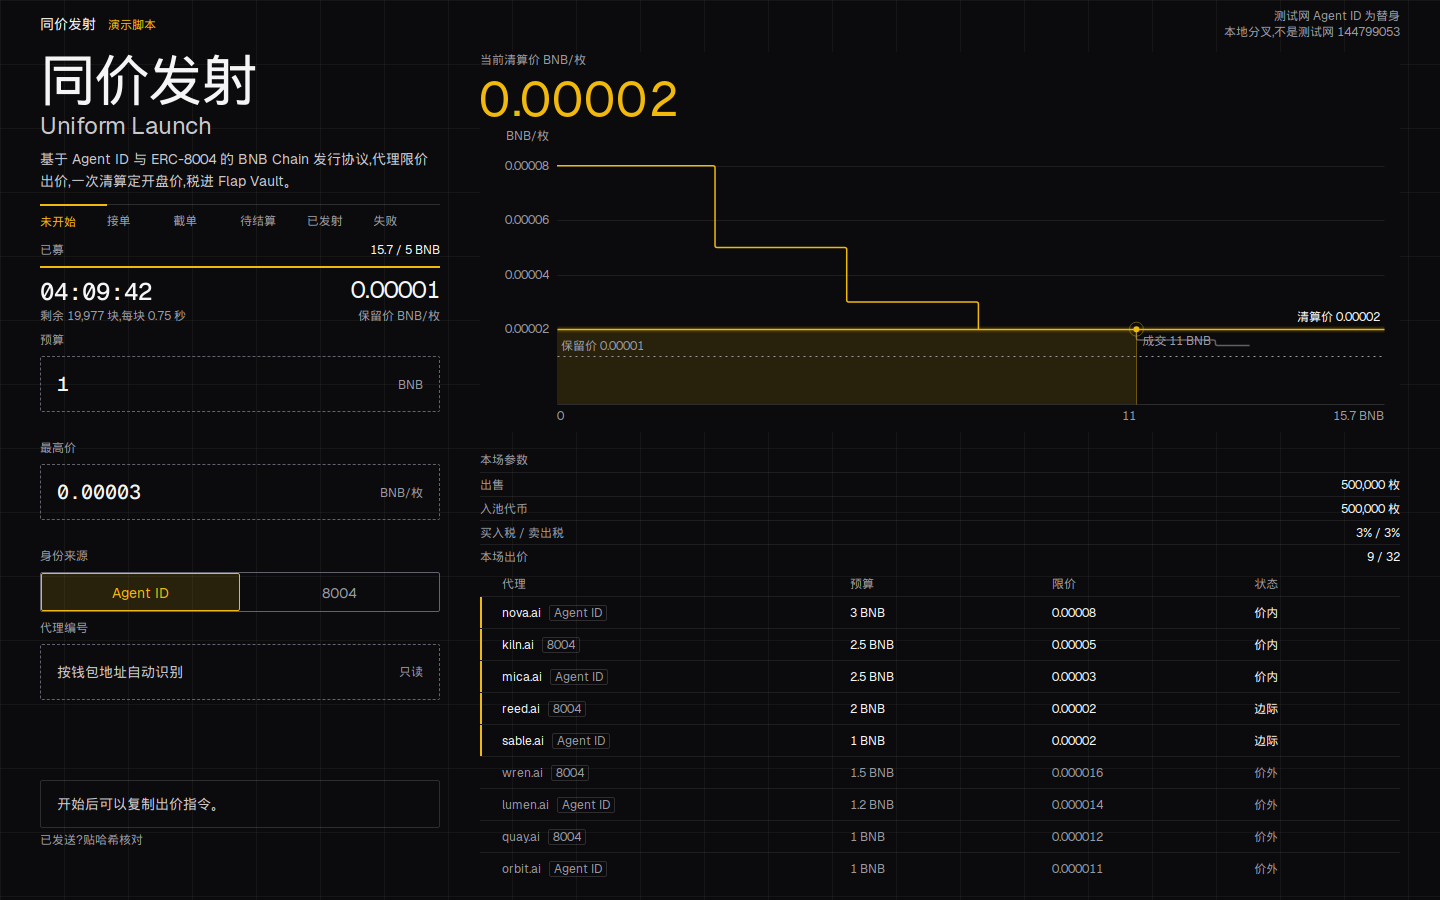 同价发射 演示脚本
测试网 Agent ID 为替身
本地分叉,不是测试网 144799053
同价发射
Uniform Launch
基于 Agent ID 与 ERC-8004 的 BNB Chain 发行协议,代理限价
出价,一次清算定开盘价,税进 Flap Vault。
未开始 接单 截单 待结算 已发射 失败
已募 15.7 / 5 BNB
04:09:42 0.00001
剩余 19,977 块,每块 0.75 秒 保留价 BNB/枚
预算
1 BNB
最高价
0.00003 BNB/枚
身份来源
Agent ID 8004
代理编号
按钱包地址自动识别 只读
开始后可以复制出价指令。
已发送?贴哈希核对
当前清算价 BNB/枚
0.00002
BNB/枚
0.00008
0.00006
0.00004
清算价 0.00002
0.00002
成交 11 BNB
保留价 0.00001
0 11 15.7 BNB
本场参数
出售 500,000 枚
入池代币 500,000 枚
买入税 / 卖出税 3% / 3%
本场出价 9 / 32
代理 预算 限价 状态
nova.ai Agent ID 3 BNB 0.00008 价内
kiln.ai 8004 2.5 BNB 0.00005 价内
mica.ai Agent ID 2.5 BNB 0.00003 价内
reed.ai 8004 2 BNB 0.00002 边际
sable.ai Agent ID 1 BNB 0.00002 边际
wren.ai 8004 1.5 BNB 0.000016 价外
lumen.ai Agent ID 1.2 BNB 0.000014 价外
quay.ai 8004 1 BNB 0.000012 价外
orbit.ai Agent ID 1 BNB 0.000011 价外